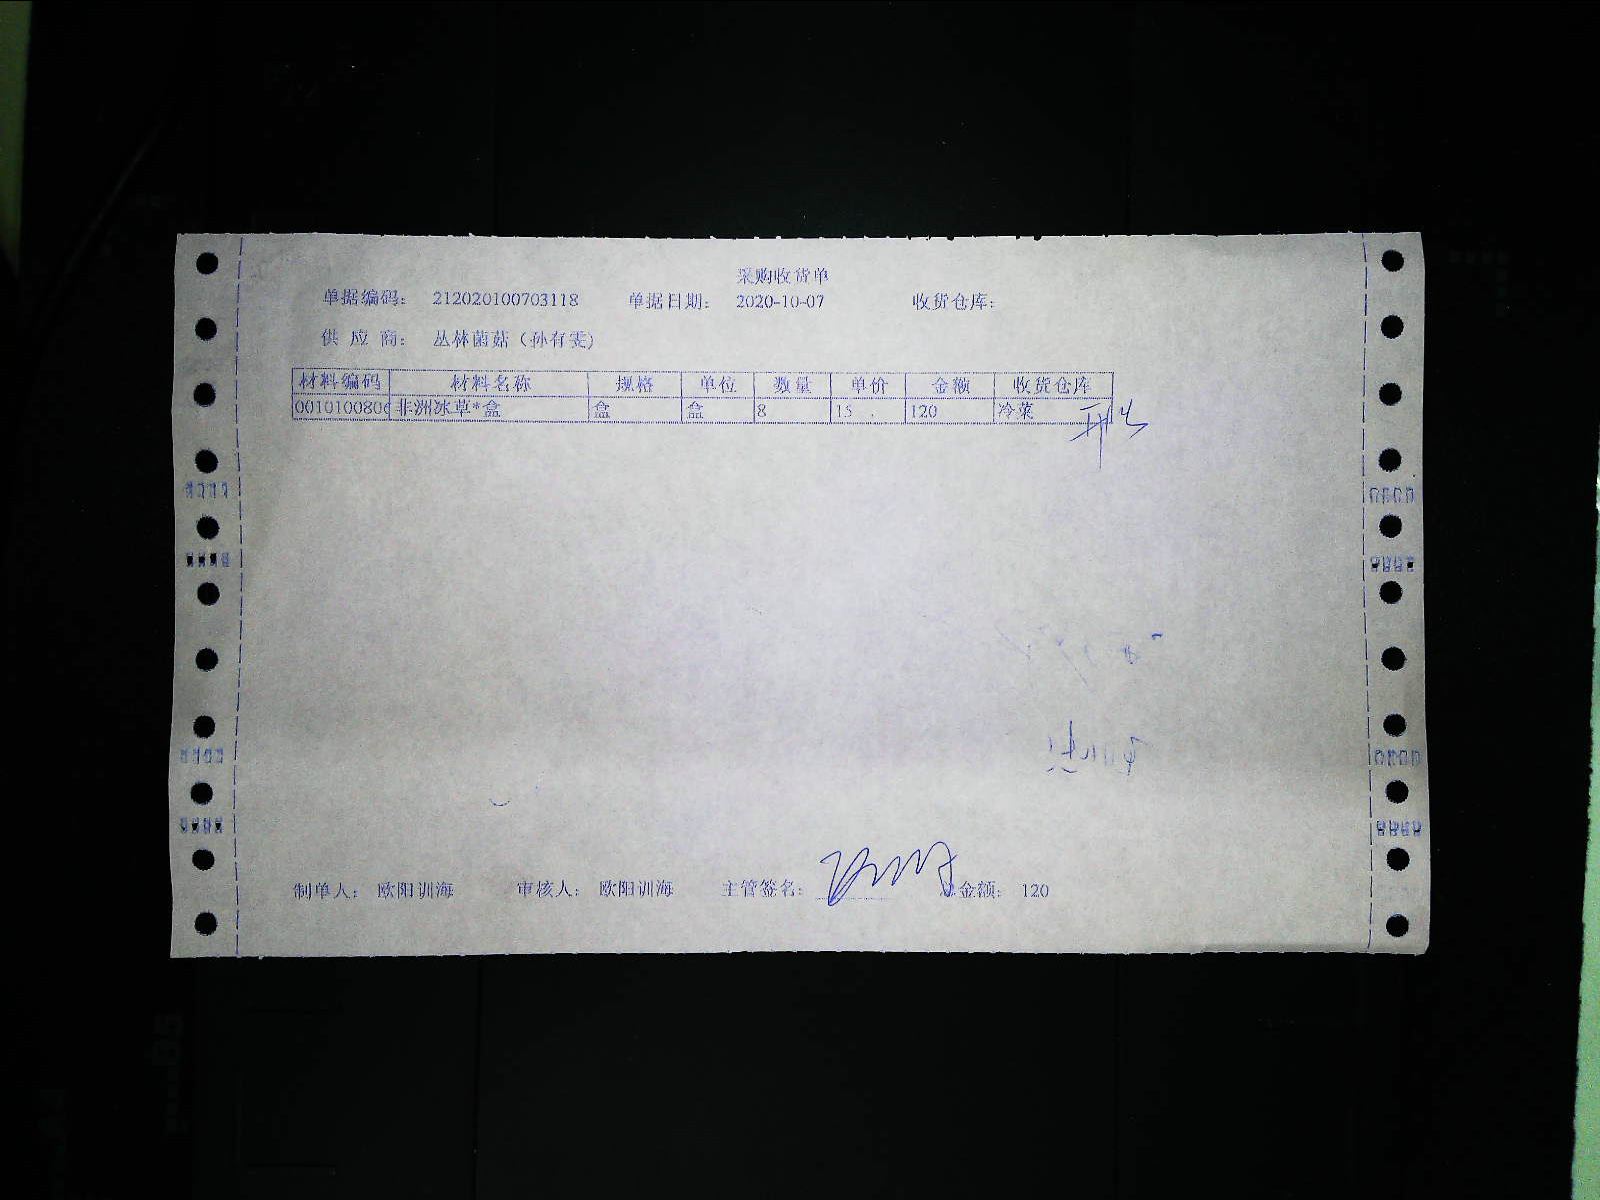 采购收货单
单据编码： 212020100703118 单据日期： 2020-10-07 收货仓库：
供 应 商： 丛林菌菇（孙有雯）
材料编码 材料名称 规格 单位 数量 单价 金额 收货仓库
001010080 非洲冰草*盒 盒 盒 8 15 120 冷菜
制单人： 欧阳训海 审核人： 欧阳训海 主管签名： 金额： 120